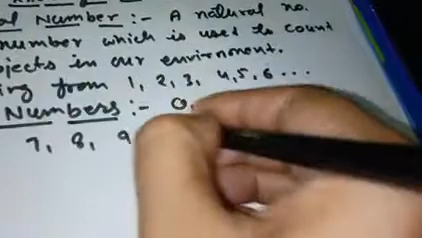 Number :- A natural no.
number which is used to count
in our environment.
from 1, 2, 3, 4, 5, 6 ...
Numbers :- 0,
7, 8, 9